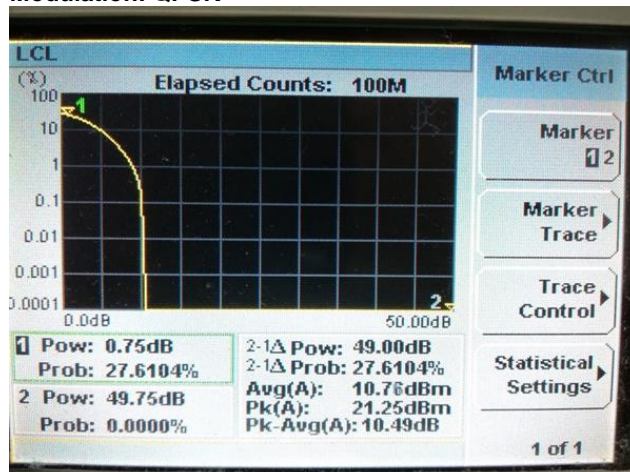 LCL
(%)
Elapsed Counts: 100M
100
1
10
1
0.1
0.01
0.001
0.0001
2
0.0dB
50.00dB
1 Pow: 0.75dB
Prob: 27.6104%
2 Pow: 49.75dB
Prob: 0.0000%
2-1Δ Pow: 49.00dB
2-1Δ Prob: 27.6104%
Avg(A): 10.76dBm
Pk(A): 21.25dBm
Pk-Avg(A): 10.49dB
Marker Ctrl
Marker
1 2
Marker
Trace
Trace
Control
Statistical
Settings
1 of 1